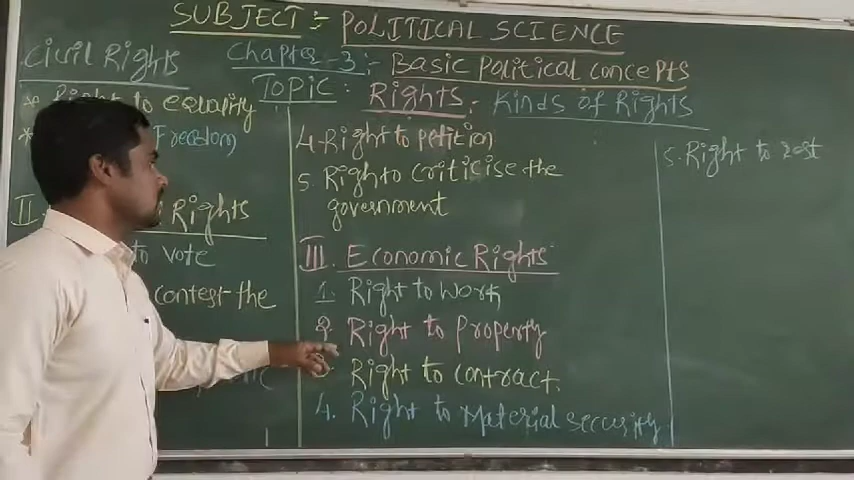 SUBJECT :- POLITICAL SCIENCE
Chapter-3 :- BASIC Political concepts
TOPIC : Rights :- Kinds of Rights
Civil Rights
* Right to equality
* Freedom
II Rights
to vote
contest the
4. Right to petition
5. Right to criticise the
government
III. Economic Rights
1. Right to work
2. Right to Property
3. Right to contract.
4. Right to Material security
5. Right to rest